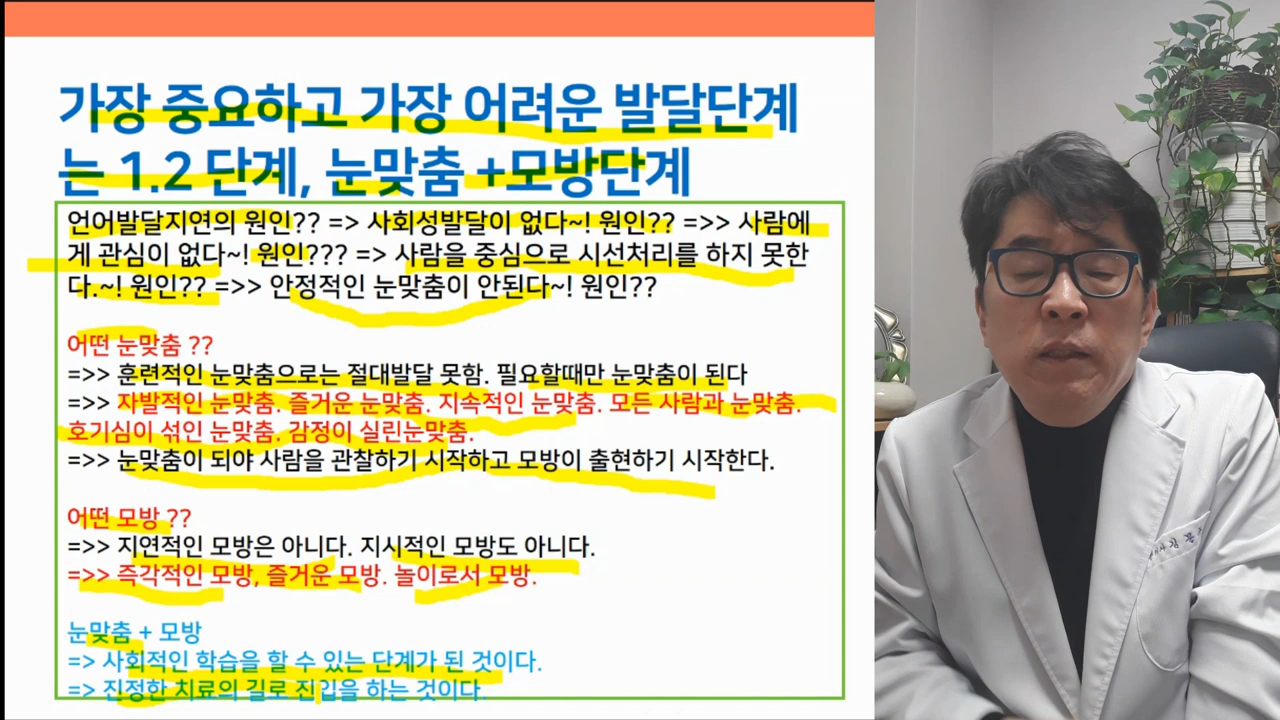 가장 중요하고 가장 어려운 발달단계
는 1.2 단계, 눈맞춤 +모방단계
언어발달지연의 원인?? => 사회성발달이 없다~! 원인?? =>> 사람에
게 관심이 없다~! 원인??? => 사람을 중심으로 시선처리를 하지 못한
다.~! 원인?? =>> 안정적인 눈맞춤이 안된다~! 원인??
어떤 눈맞춤 ??
=>> 훈련적인 눈맞춤으로는 절대발달 못함. 필요할때만 눈맞춤이 된다
=>> 자발적인 눈맞춤. 즐거운 눈맞춤. 지속적인 눈맞춤. 모든 사람과 눈맞춤.
호기심이 섞인 눈맞춤. 감정이 실린눈맞춤.
=>> 눈맞춤이 되야 사람을 관찰하기 시작하고 모방이 출현하기 시작한다.
어떤 모방 ??
=>> 지연적인 모방은 아니다. 지시적인 모방도 아니다.
=>> 즉각적인 모방, 즐거운 모방. 놀이로서 모방.
눈맞춤 + 모방
=> 사회적인 학습을 할 수 있는 단계가 된 것이다.
=> 진정한 치료의 길로 진입을 하는 것이다.